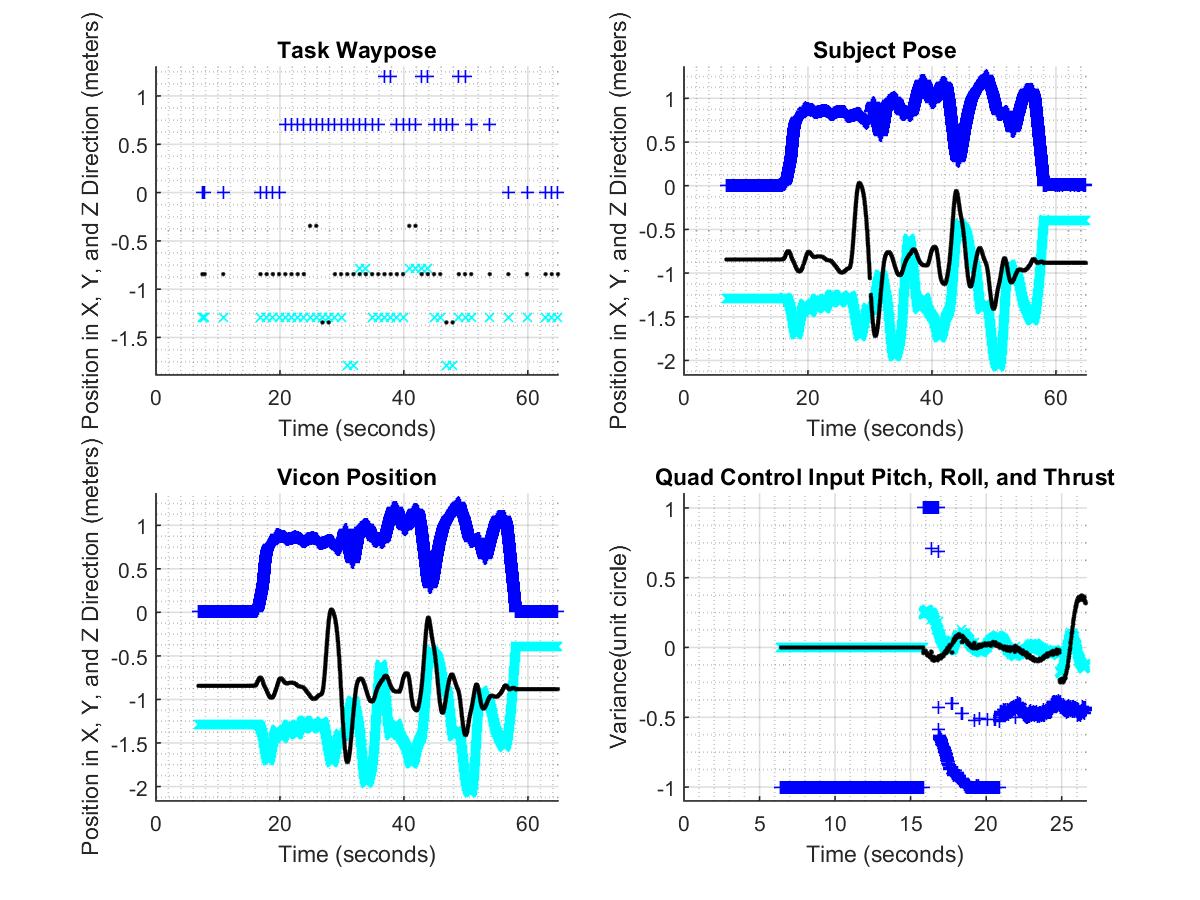 Task Waypose
Position in X, Y, and Z Direction (meters)
1
0.5
0
-0.5
-1
-1.5
0 20 40 60
Time (seconds)
Subject Pose
Position in X, Y, and Z Direction (meters)
1
0.5
0
-0.5
-1
-1.5
-2
0 20 40 60
Time (seconds)
Vicon Position
Position in X, Y, and Z Direction (meters)
1
0.5
0
-0.5
-1
-1.5
-2
0 20 40 60
Time (seconds)
Quad Control Input Pitch, Roll, and Thrust
Variance(unit circle)
1
0.5
0
-0.5
-1
0 5 10 15 20 25
Time (seconds)